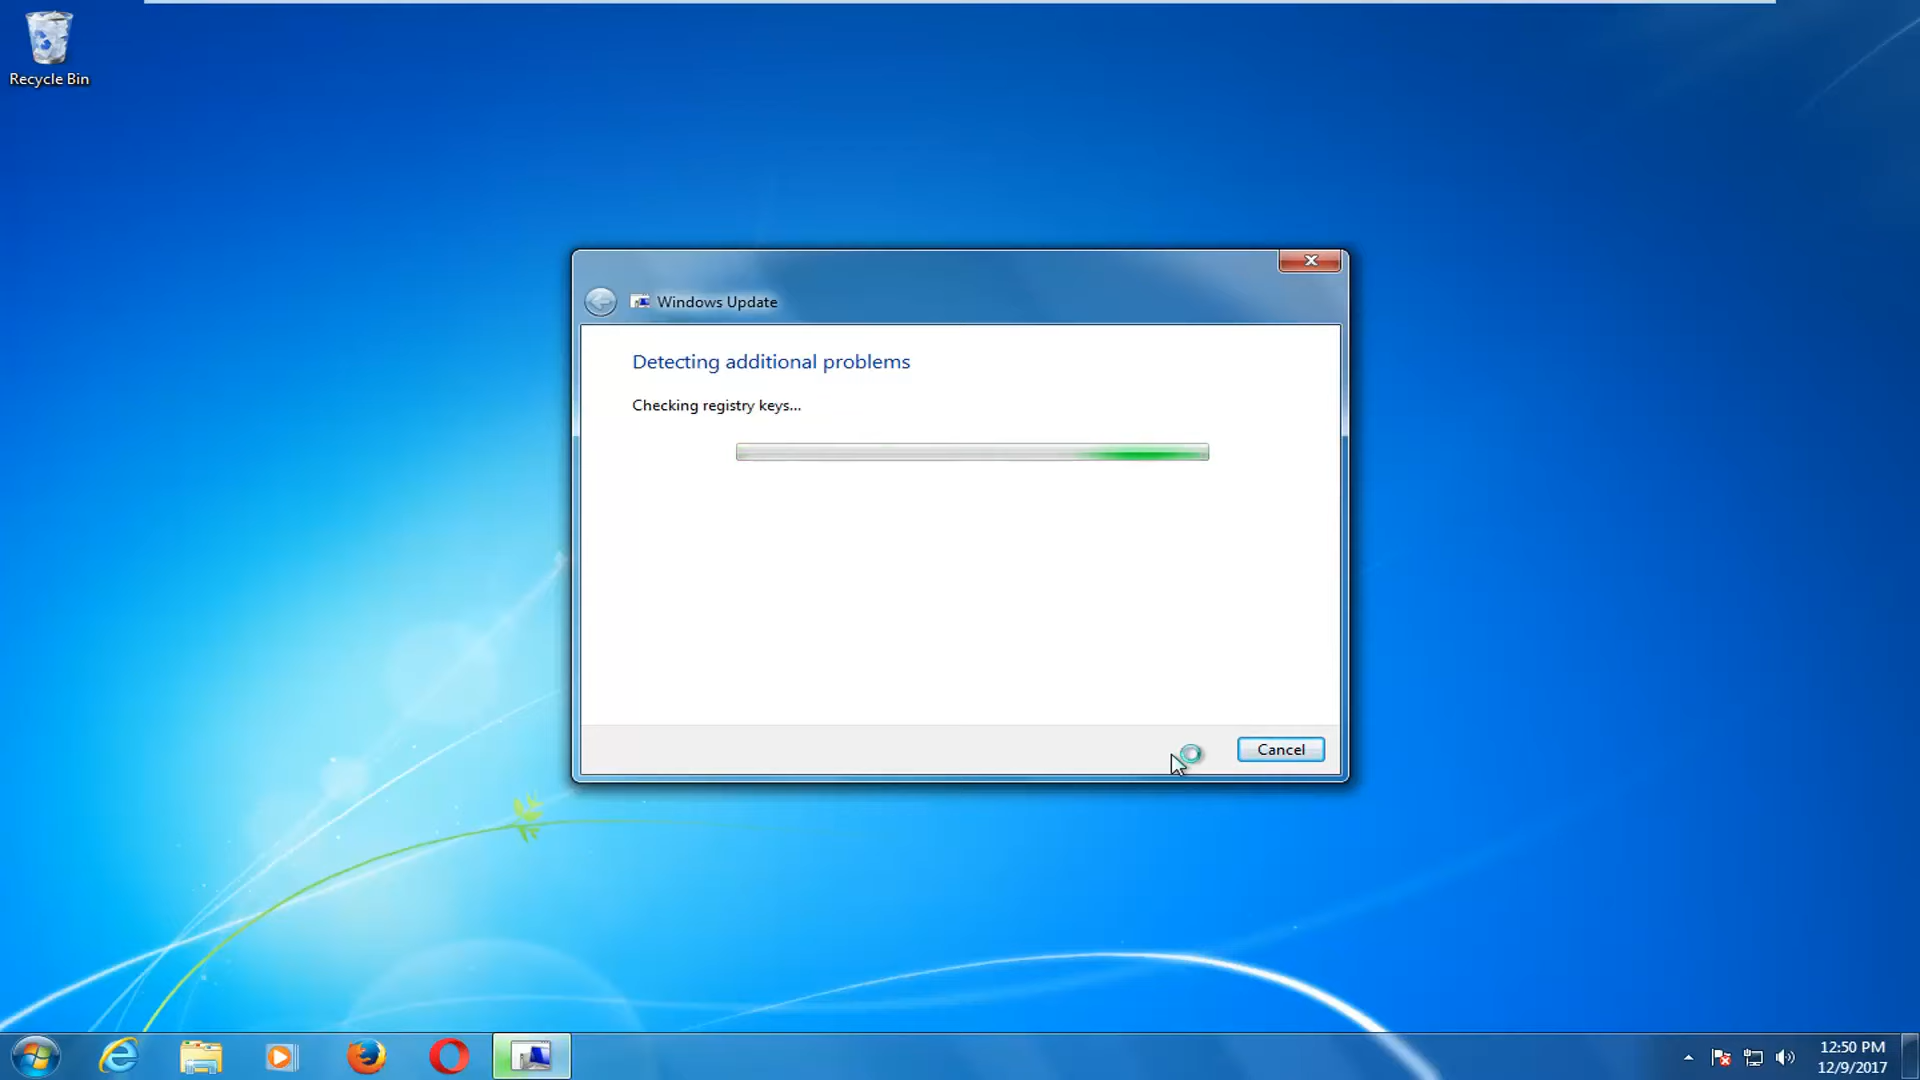 Recycle Bin
Windows Update
Detecting additional problems
Checking registry keys...
Cancel
12:50 PM
12/9/2017